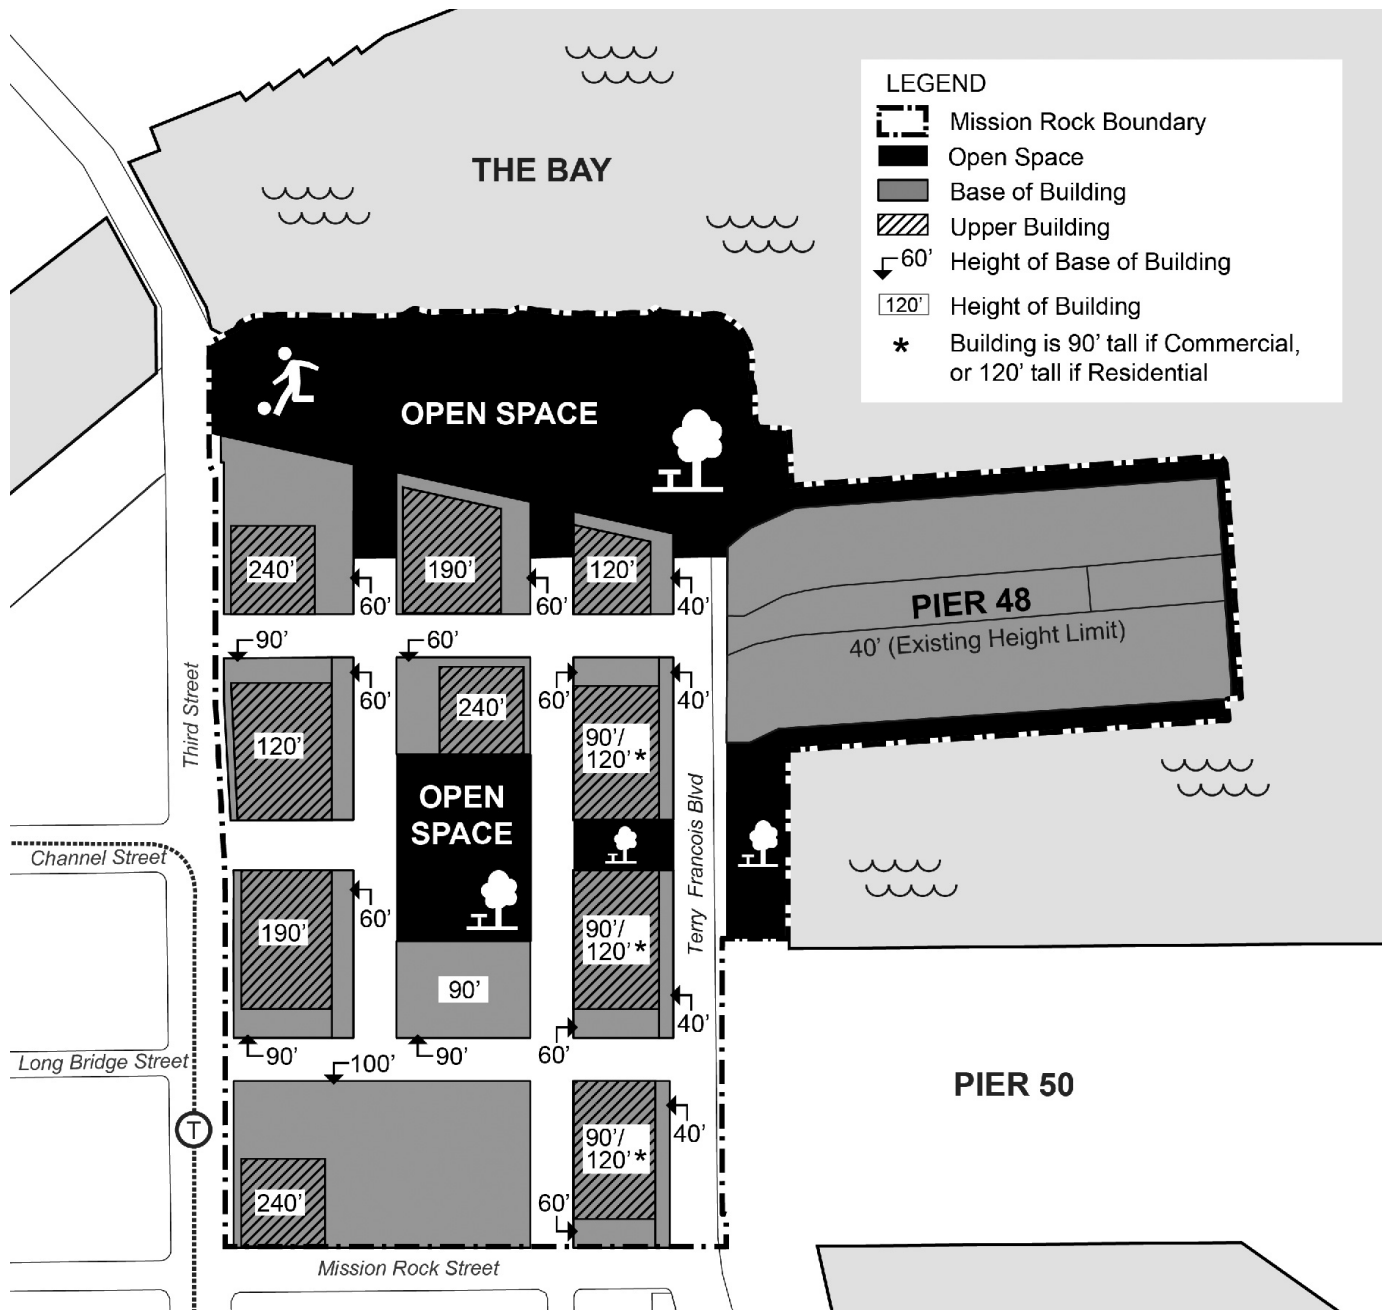 LEGEND
Mission Rock Boundary
Open Space
Base of Building
Upper Building
60’ Height of Base of Building
120’ Height of Building
* Building is 90’ tall if Commercial,
or 120’ tall if Residential
THE BAY
OPEN SPACE
240’
60’
190’
60’
120’
40’
PIER 48
40’ (Existing Height Limit)
Third Street
90’
60’
120’
60’
240’
60’
40’
90’/
120’*
OPEN
SPACE
Terry Francois Blvd
Channel Street
190’
60’
90’
90’/
120’*
40’
60’
90’
90’
Long Bridge Street
100’
T
240’
90’/
120’*
40’
60’
PIER 50
Mission Rock Street